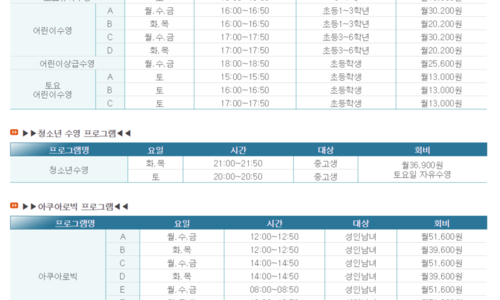 어린이수영 A 월.수.금 16:00~16:50 초등1~3학년 월30,200원
B 화.목 16:00~16:50 초등1~3학년 월20,200원
C 월.수.금 17:00~17:50 초등3~6학년 월30,200원
D 화.목 17:00~17:50 초등3~6학년 월20,200원
어린이상급수영 월.수.금 18:00~18:50 초등학생 월25,600원
토요 어린이수영 A 토 15:00~15:50 초등학생 월13,000원
B 토 16:00~16:50 초등학생 월13,000원
C 토 17:00~17:50 초등학생 월13,000원
▶▶청소년 수영 프로그램◀◀
프로그램명 요일 시간 대상 회비
청소년수영 화.목 21:00~21:50 중고생 월36,900원
토 20:00~20:50 중고생 토요일 자유수영
▶▶아쿠아로빅 프로그램◀◀
프로그램명 요일 시간 대상 회비
아쿠아로빅 A 월.수.금 12:00~12:50 성인남녀 월51,600원
B 화.목 12:00~12:50 성인남녀 월39,600원
C 월.수.금 14:00~14:50 성인남녀 월51,600원
D 화.목 14:00~14:50 성인남녀 월39,600원
E 월.수.금 08:00~08:50 성인남녀 월51,600원